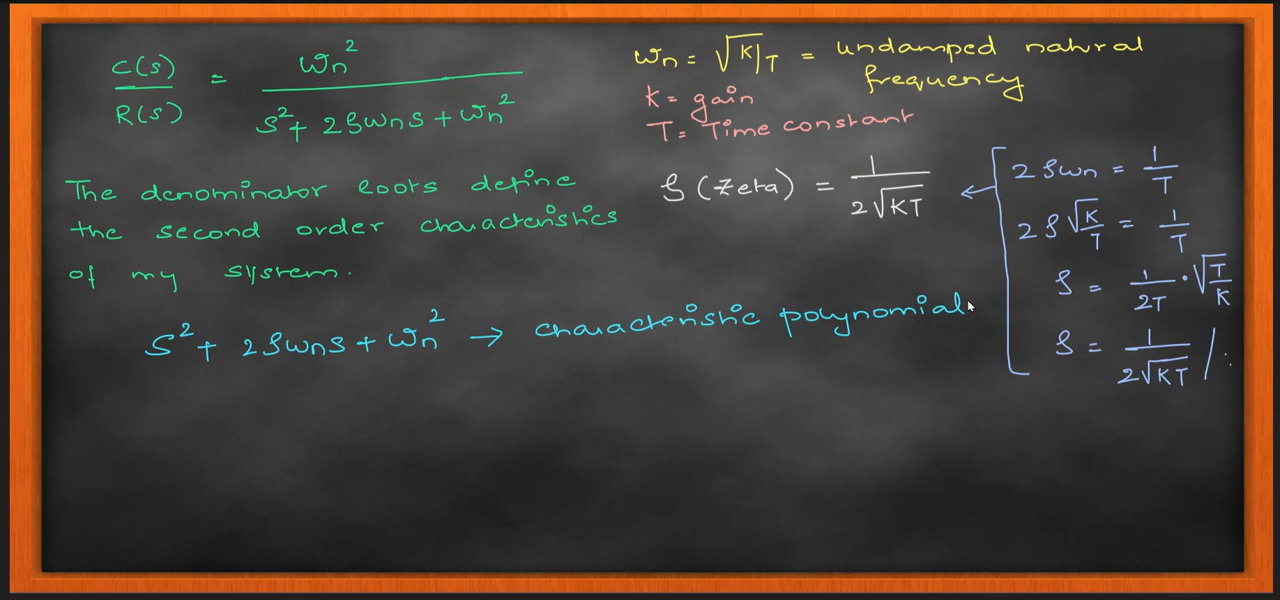 C(s)/R(s) = ωn² / (s² + 2ζωns + ωn²)
The denominator roots define
the second order characteristics
of my system.
s² + 2ζωns + ωn² → characteristic polynomial
ωn = √K/T = undamped natural
frequency
K = gain
T = Time constant
ζ (Zeta) = 1/(2√KT) ←
2ζωn = 1/T
2ζ√(K/T) = 1/T
ζ = 1/2T · √(T/K)
ζ = 1/(2√KT) /: